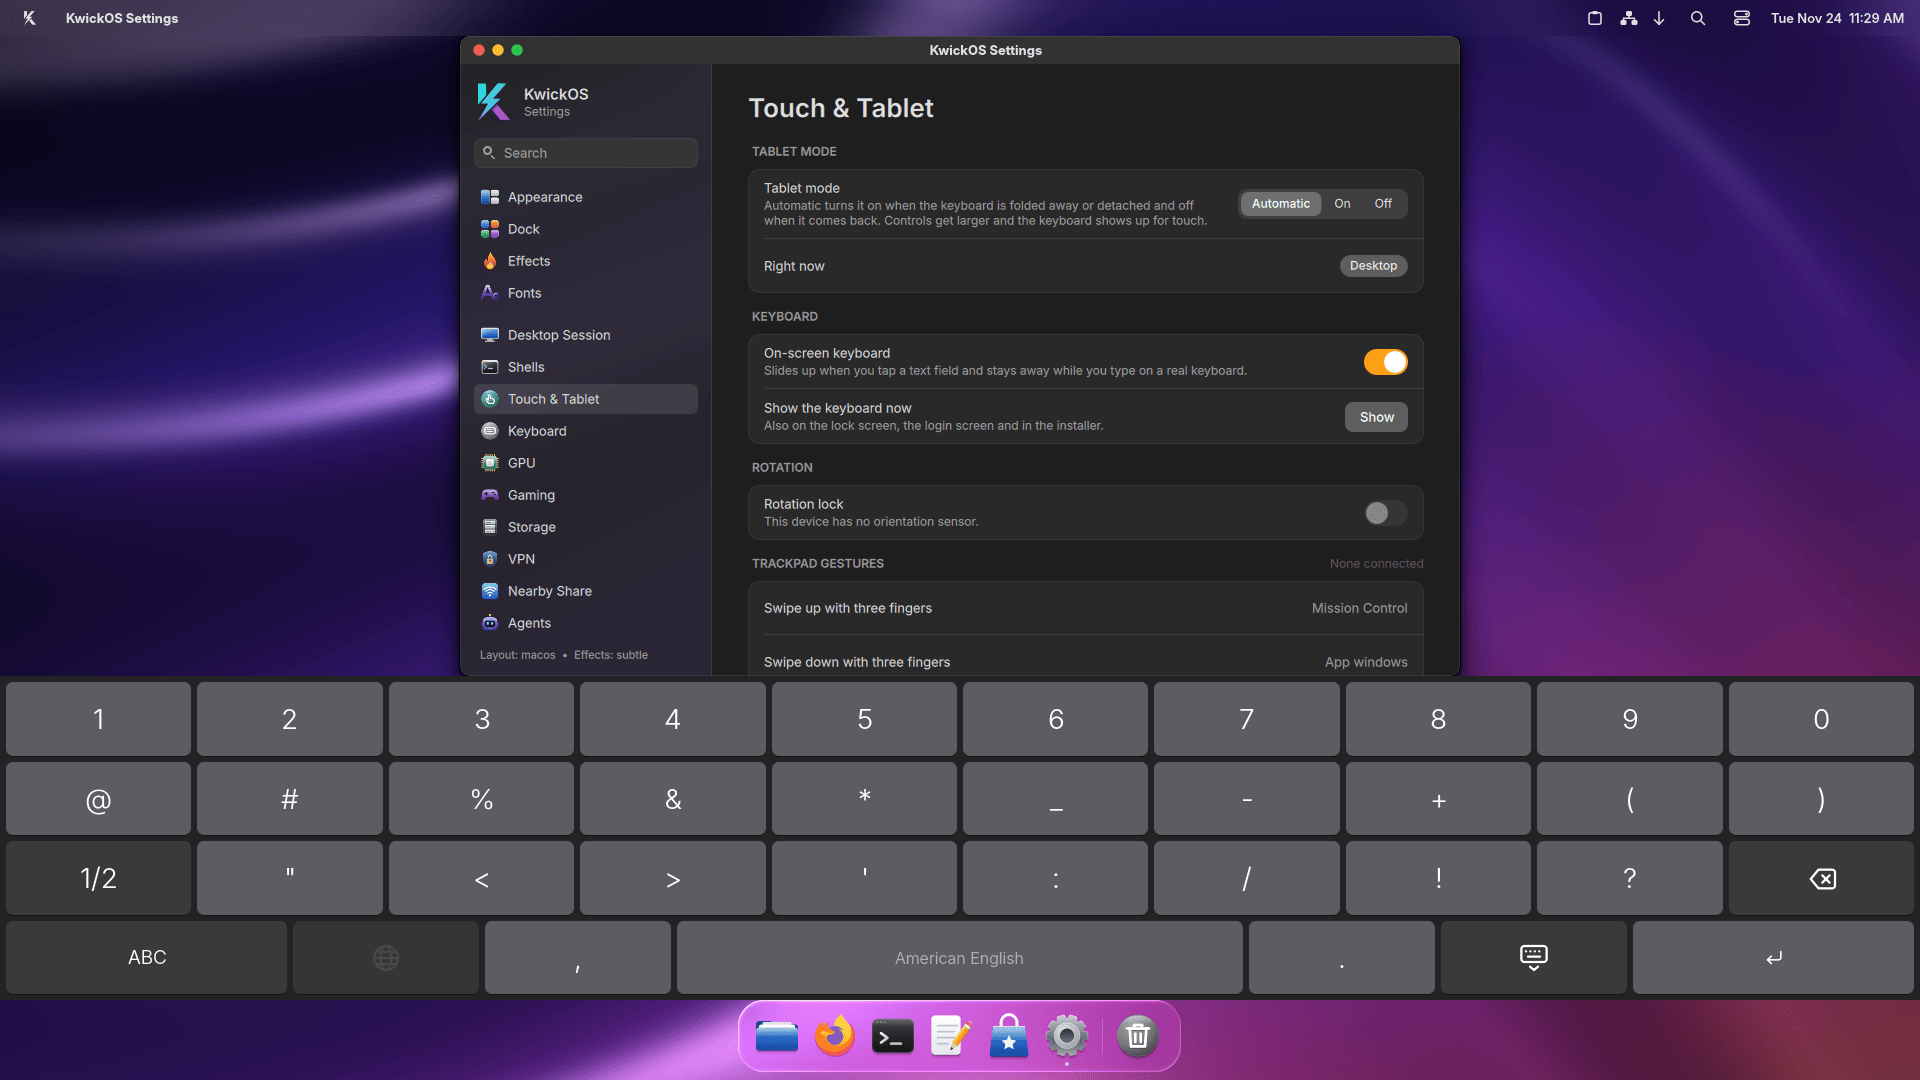 KwickOS Settings
Tue Nov 24 11:29 AM
KwickOS Settings
KwickOS
Settings
Search
Appearance
Dock
Effects
Fonts
Desktop Session
Shells
Touch & Tablet
Keyboard
GPU
Gaming
Storage
VPN
Nearby Share
Agents
Layout: macos • Effects: subtle
Touch & Tablet
TABLET MODE
Tablet mode
Automatic turns it on when the keyboard is folded away or detached and off
when it comes back. Controls get larger and the keyboard shows up for touch.
Automatic On Off
Right now
Desktop
KEYBOARD
On-screen keyboard
Slides up when you tap a text field and stays away while you type on a real keyboard.
Show the keyboard now
Also on the lock screen, the login screen and in the installer.
Show
ROTATION
Rotation lock
This device has no orientation sensor.
TRACKPAD GESTURES
None connected
Swipe up with three fingers
Mission Control
Swipe down with three fingers
App windows
1 2 3 4 5 6 7 8 9 0
@ # % & * _ - + ( )
1/2 " < > ' : / ! ?
ABC , American English .